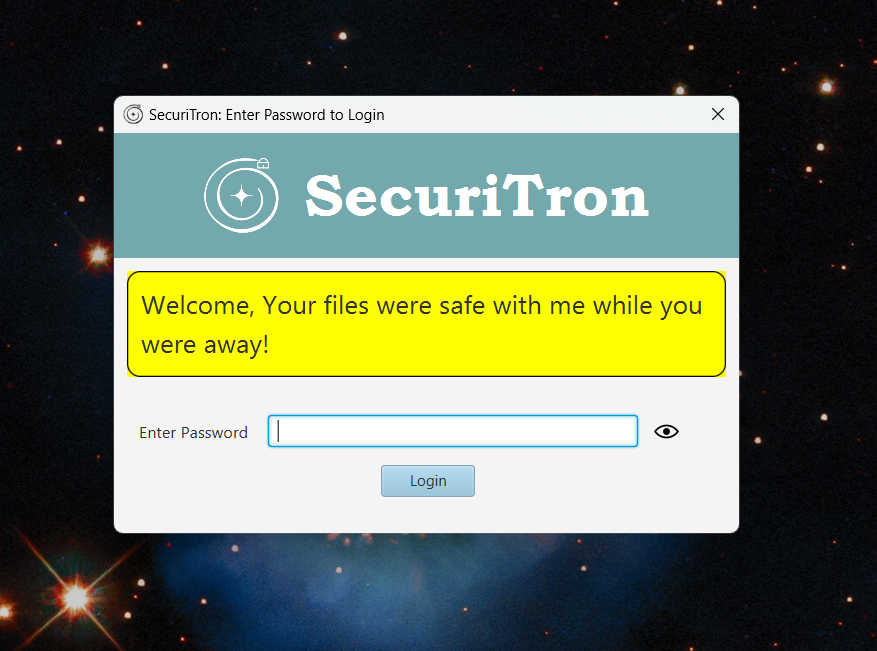 SecuriTron: Enter Password to Login
SecuriTron
Welcome, Your files were safe with me while you
were away!
Enter Password
Login